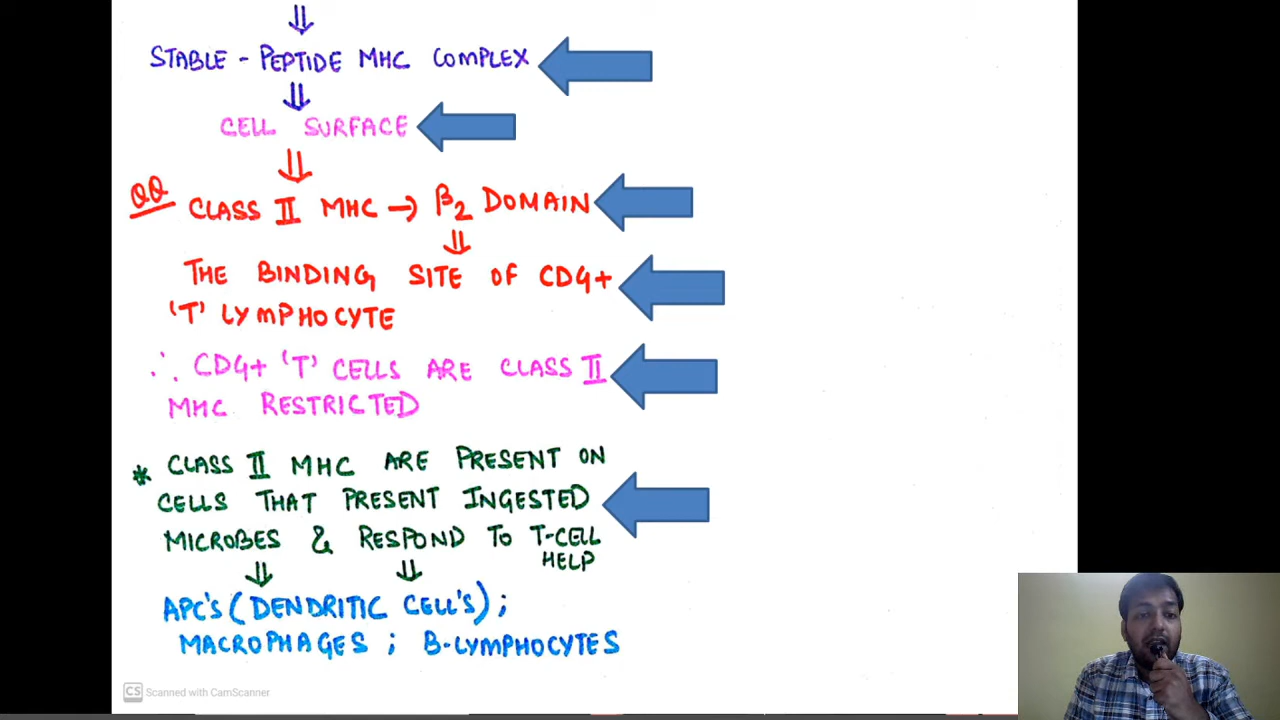 ⇓
STABLE - PEPTIDE MHC COMPLEX
⇓
CELL SURFACE
⇓
QQ CLASS II MHC → β2 DOMAIN
⇓
THE BINDING SITE OF CD4+
'T' LYMPHOCYTE
∴ CD4+ 'T' CELLS ARE CLASS II
MHC RESTRICTED
* CLASS II MHC ARE PRESENT ON
CELLS THAT PRESENT INGESTED
MICROBES & RESPOND TO T-CELL
HELP
⇓ ⇓
APC'S (DENDRITIC CELL'S) ;
MACROPHAGES ; B-LYMPHOCYTES
CS Scanned with CamScanner